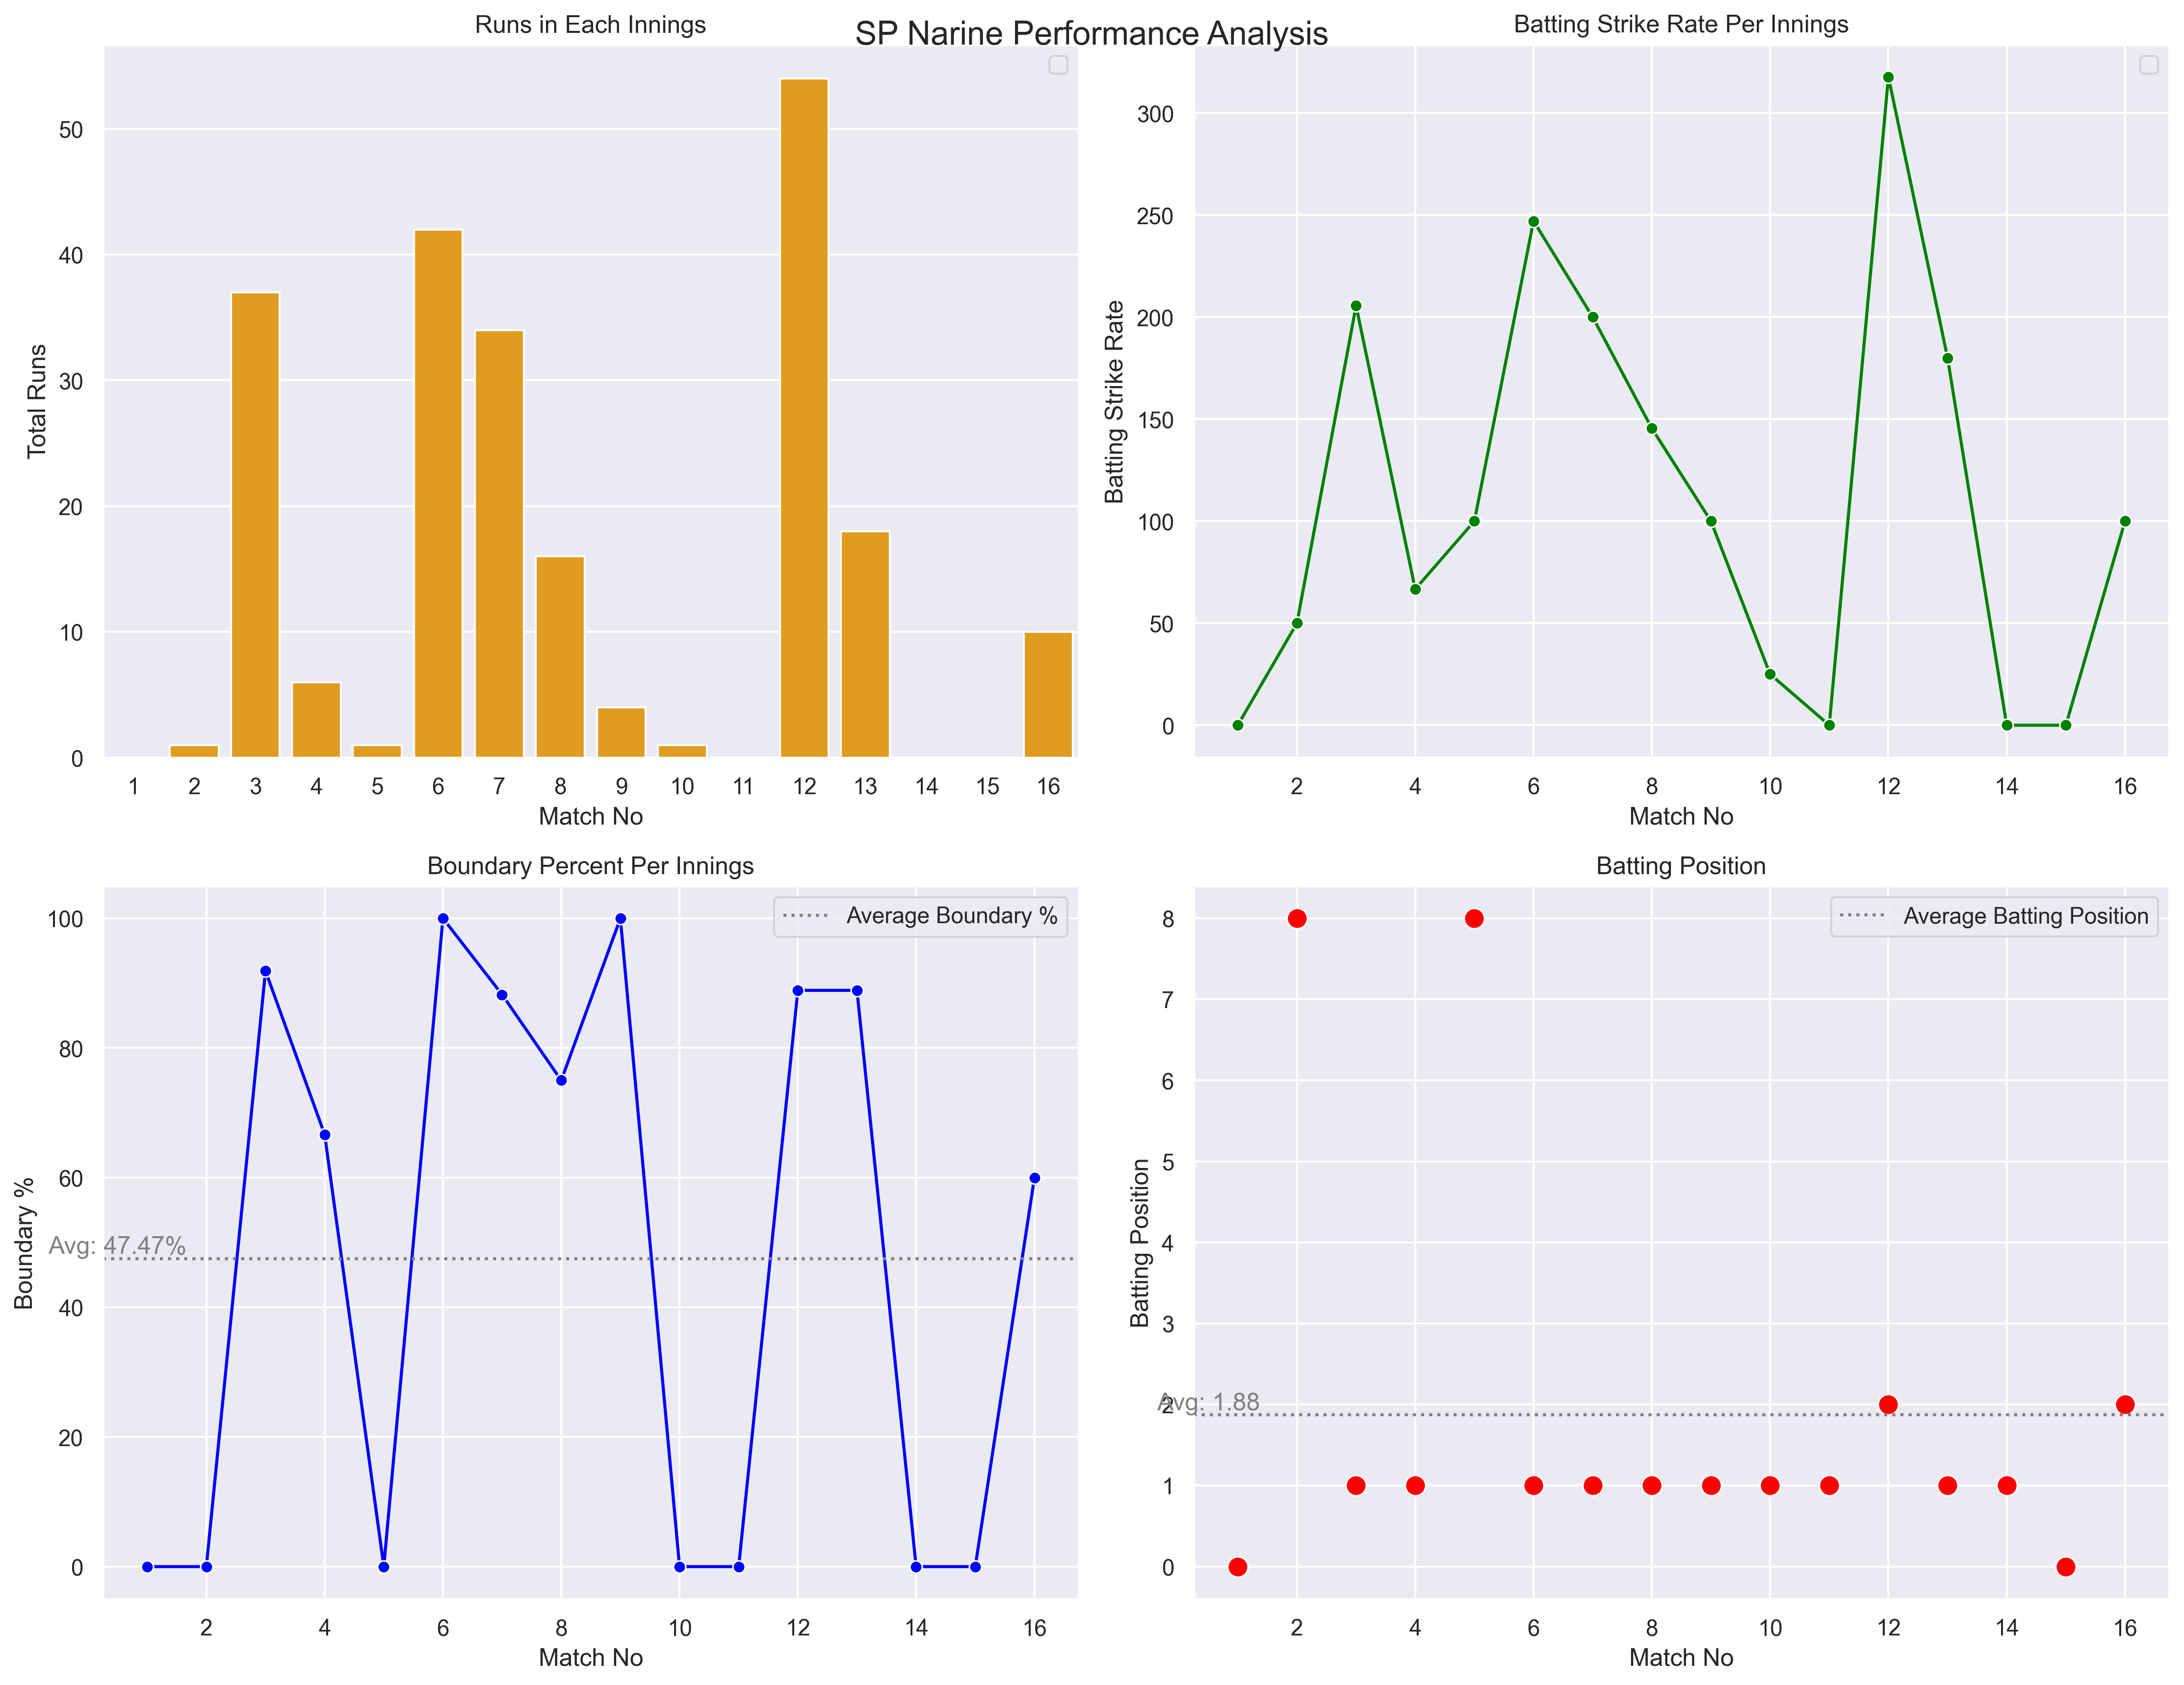 SP Narine Performance Analysis
Runs in Each Innings
Total Runs
50
40
30
20
10
0
1 2 3 4 5 6 7 8 9 10 11 12 13 14 15 16
Match No
Batting Strike Rate Per Innings
Batting Strike Rate
300
250
200
150
100
50
0
2 4 6 8 10 12 14 16
Match No
Boundary Percent Per Innings
Average Boundary %
Boundary %
100
80
60
Avg: 47.47%
40
20
0
2 4 6 8 10 12 14 16
Match No
Batting Position
Average Batting Position
Batting Position
8
7
6
5
4
3
2
Avg: 1.88
1
0
2 4 6 8 10 12 14 16
Match No